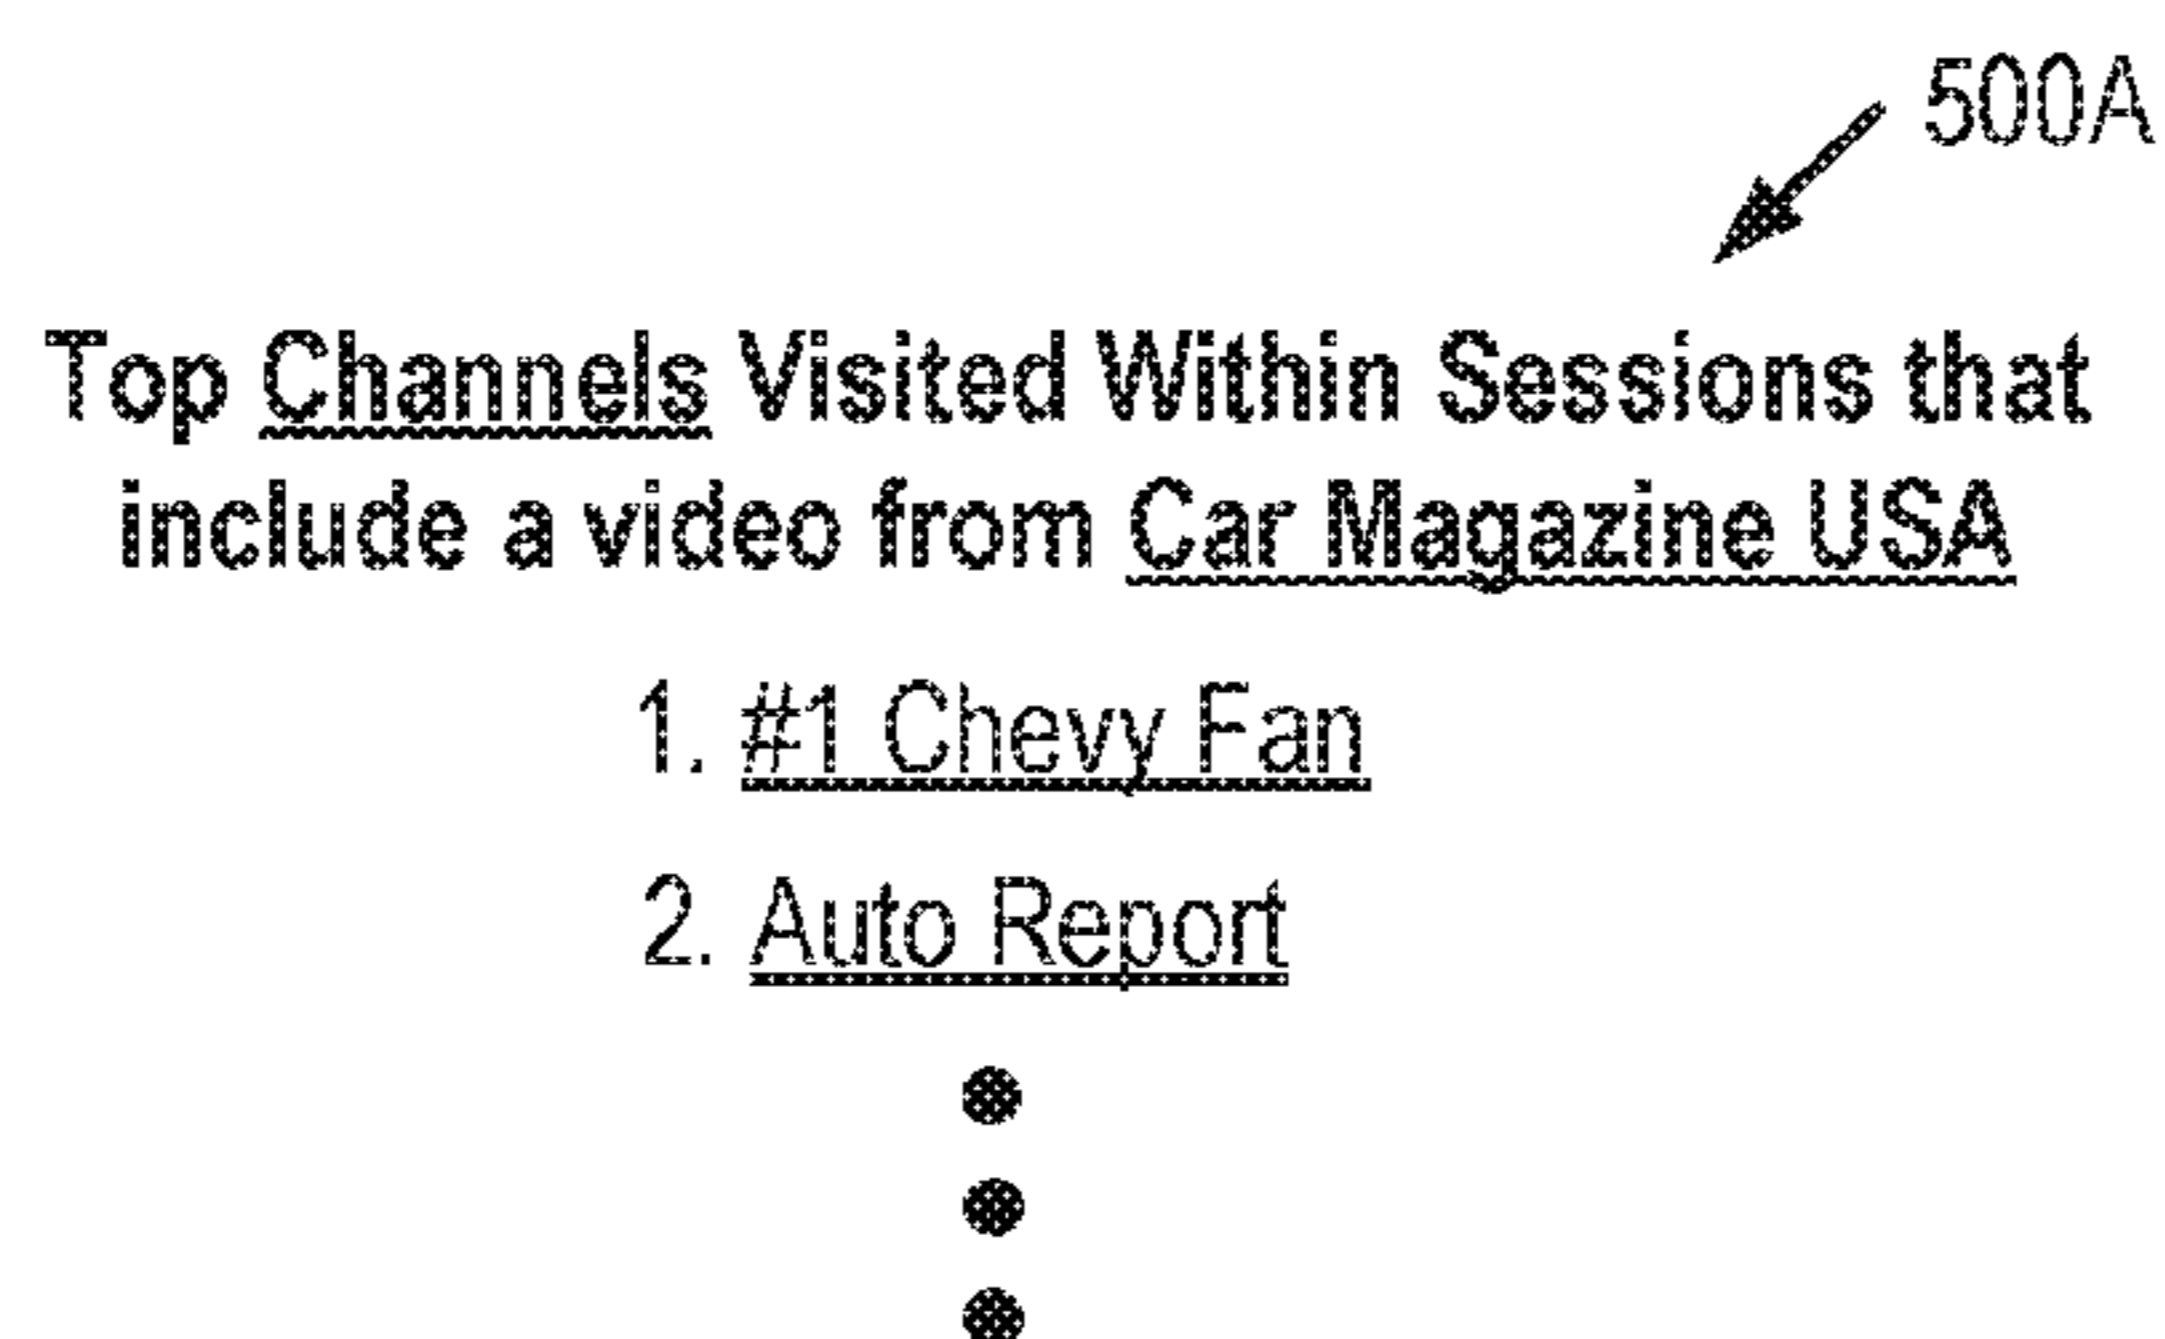 500A
Top Channels Visited Within Sessions that
include a video from Car Magazine USA
1. #1 Chevy Fan
2. Auto Report